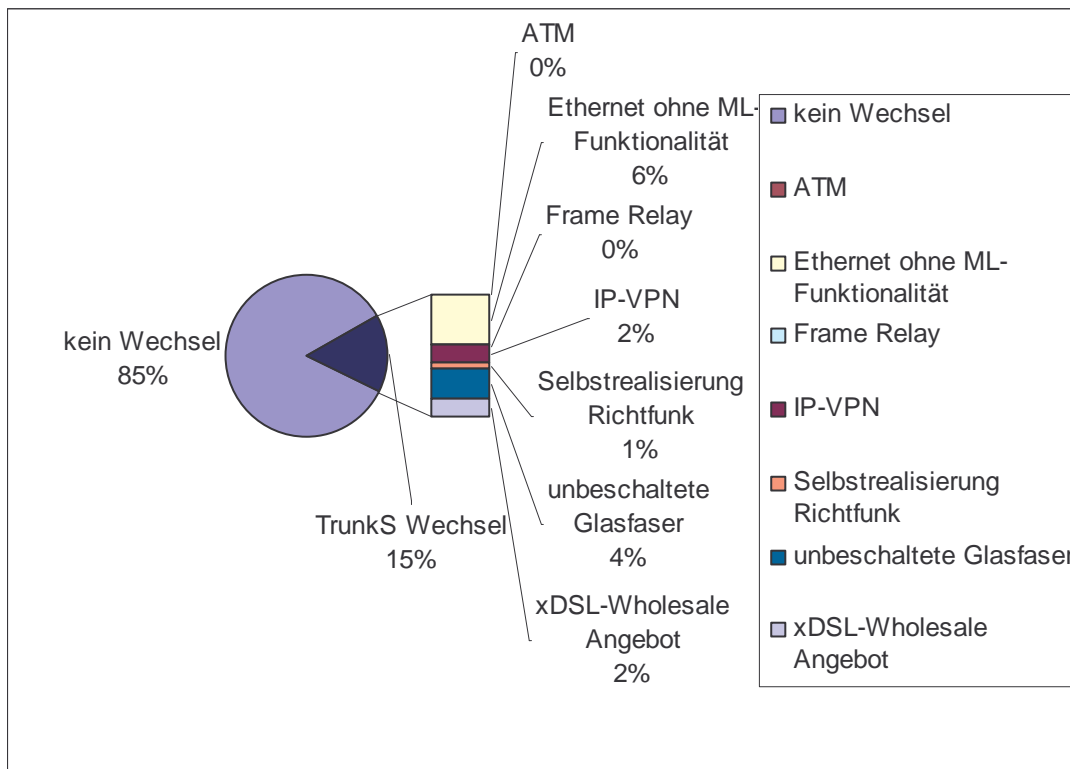 ATM
0%
Ethernet ohne ML-
Funktionalität
6%
Frame Relay
0%
IP-VPN
2%
kein Wechsel
85%
Selbstrealisierung
Richtfunk
1%
unbeschaltete
Glasfaser
4%
TrunkS Wechsel
15%
xDSL-Wholesale
Angebot
2%
kein Wechsel
ATM
Ethernet ohne ML-
Funktionalität
Frame Relay
IP-VPN
Selbstrealisierung
Richtfunk
unbeschaltete Glasfaser
xDSL-Wholesale
Angebot